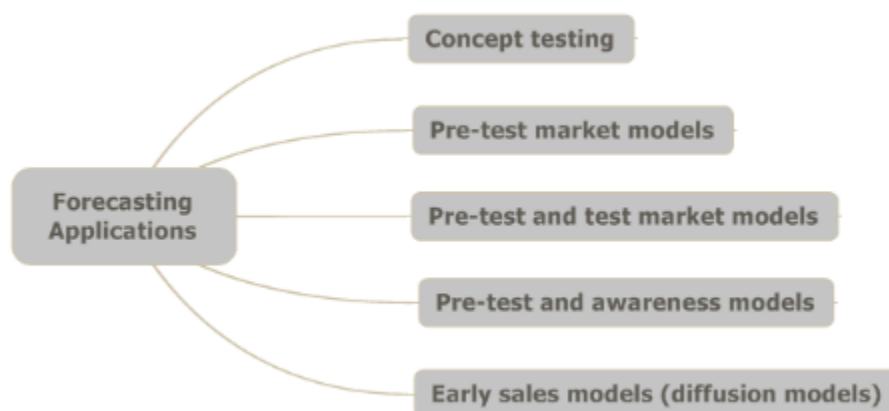 Concept testing
Pre-test market models
Forecasting
Applications
Pre-test and test market models
Pre-test and awareness models
Early sales models (diffusion models)